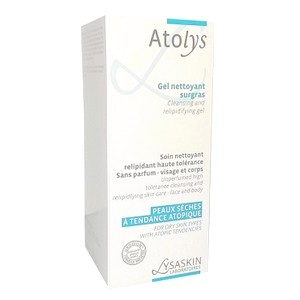 Atolys
Gel nettoyant
surgras
Cleansing and
relipidifying gel
Soin nettoyant
relipidant haute tolérance
Sans parfum - visage et corps
Unperfumed high
tolerance cleansing and
relipidifying skin care - face and body
PEAUX SÈCHES
À TENDANCE ATOPIQUE
FOR DRY SKIN TYPES
WITH ATOPIC TENDENCIES
LYSASKIN
LABORATOIRES